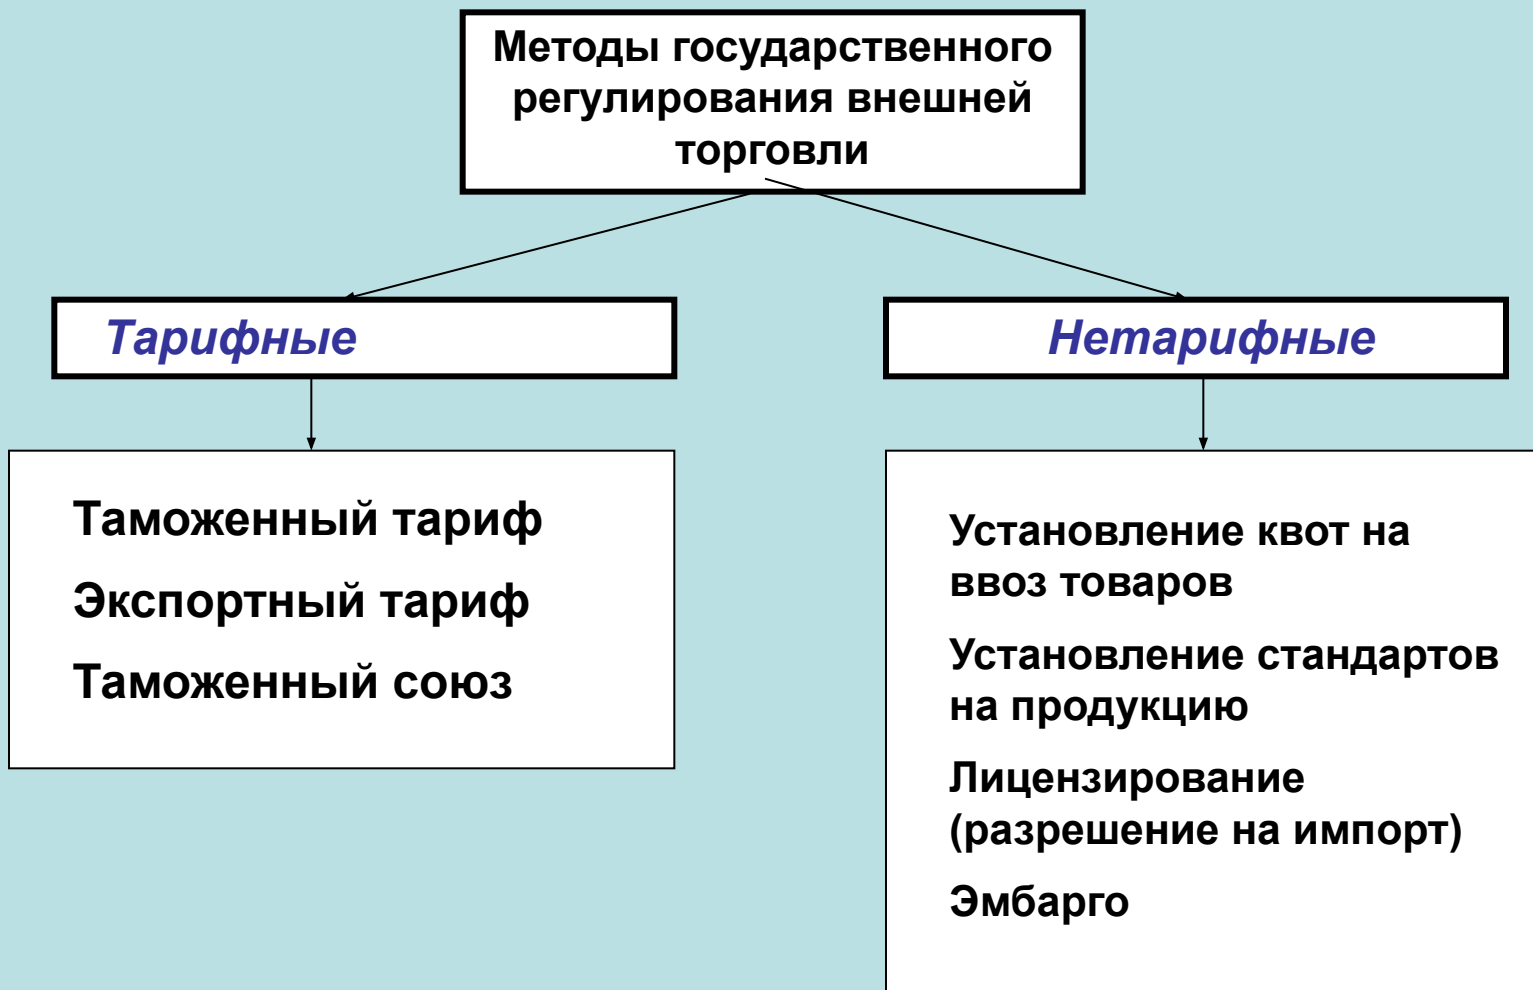 Методы государственного
регулирования внешней
торговли
Тарифные
Нетарифные
Таможенный тариф
Экспортный тариф
Таможенный союз
Установление квот на
ввоз товаров
Установление стандартов
на продукцию
Лицензирование
(разрешение на импорт)
Эмбарго